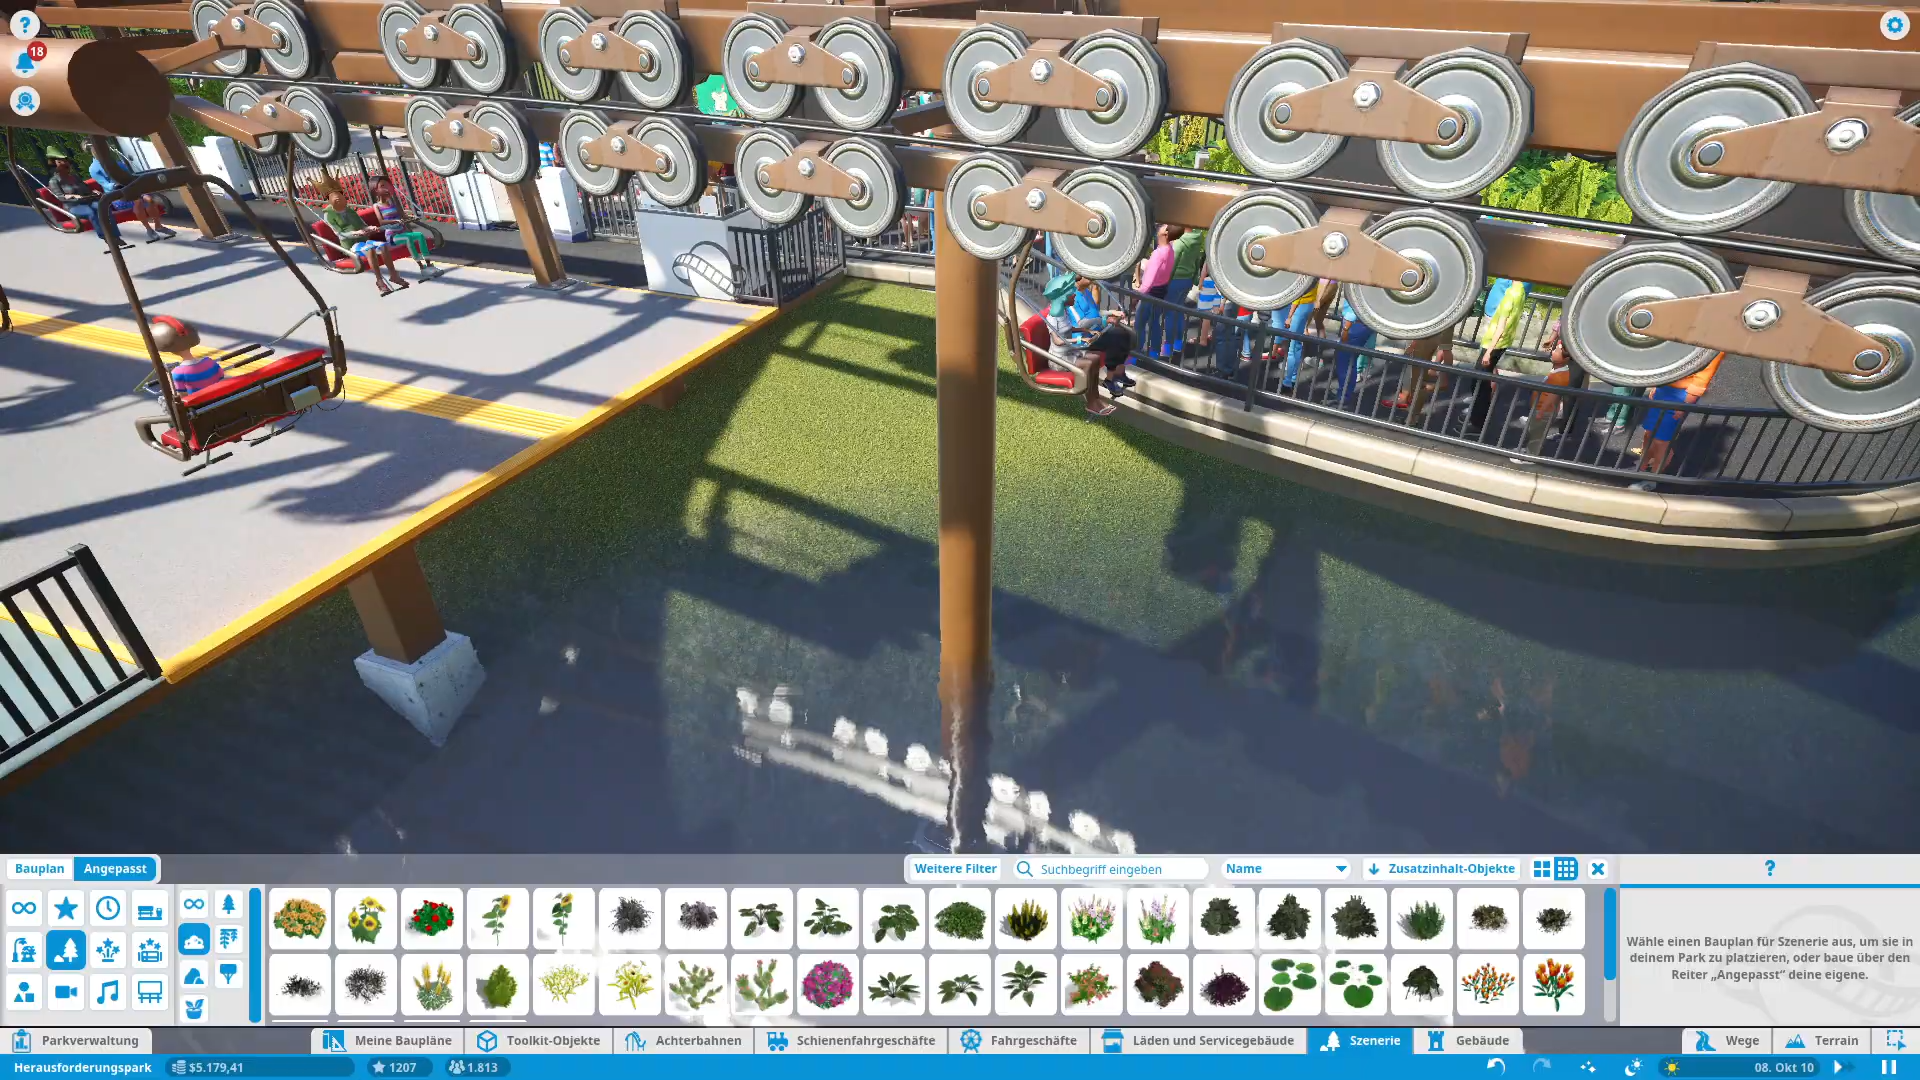 18
Bauplan
Angepasst
Weitere Filter
Suchbegriff eingeben
Name
Zusatzinhalt-Objekte
?
Wähle einen Bauplan für Szenerie aus, um sie in
deinem Park zu platzieren, oder baue über den
Reiter „Angepasst" deine eigene.
Parkverwaltung
Meine Baupläne
Toolkit-Objekte
Achterbahnen
Schienenfahrgeschäfte
Fahrgeschäfte
Läden und Servicegebäude
Szenerie
Gebäude
Wege
Terrain
Herausforderungspark
$5.179,41
1207
1.813
08. Okt 10